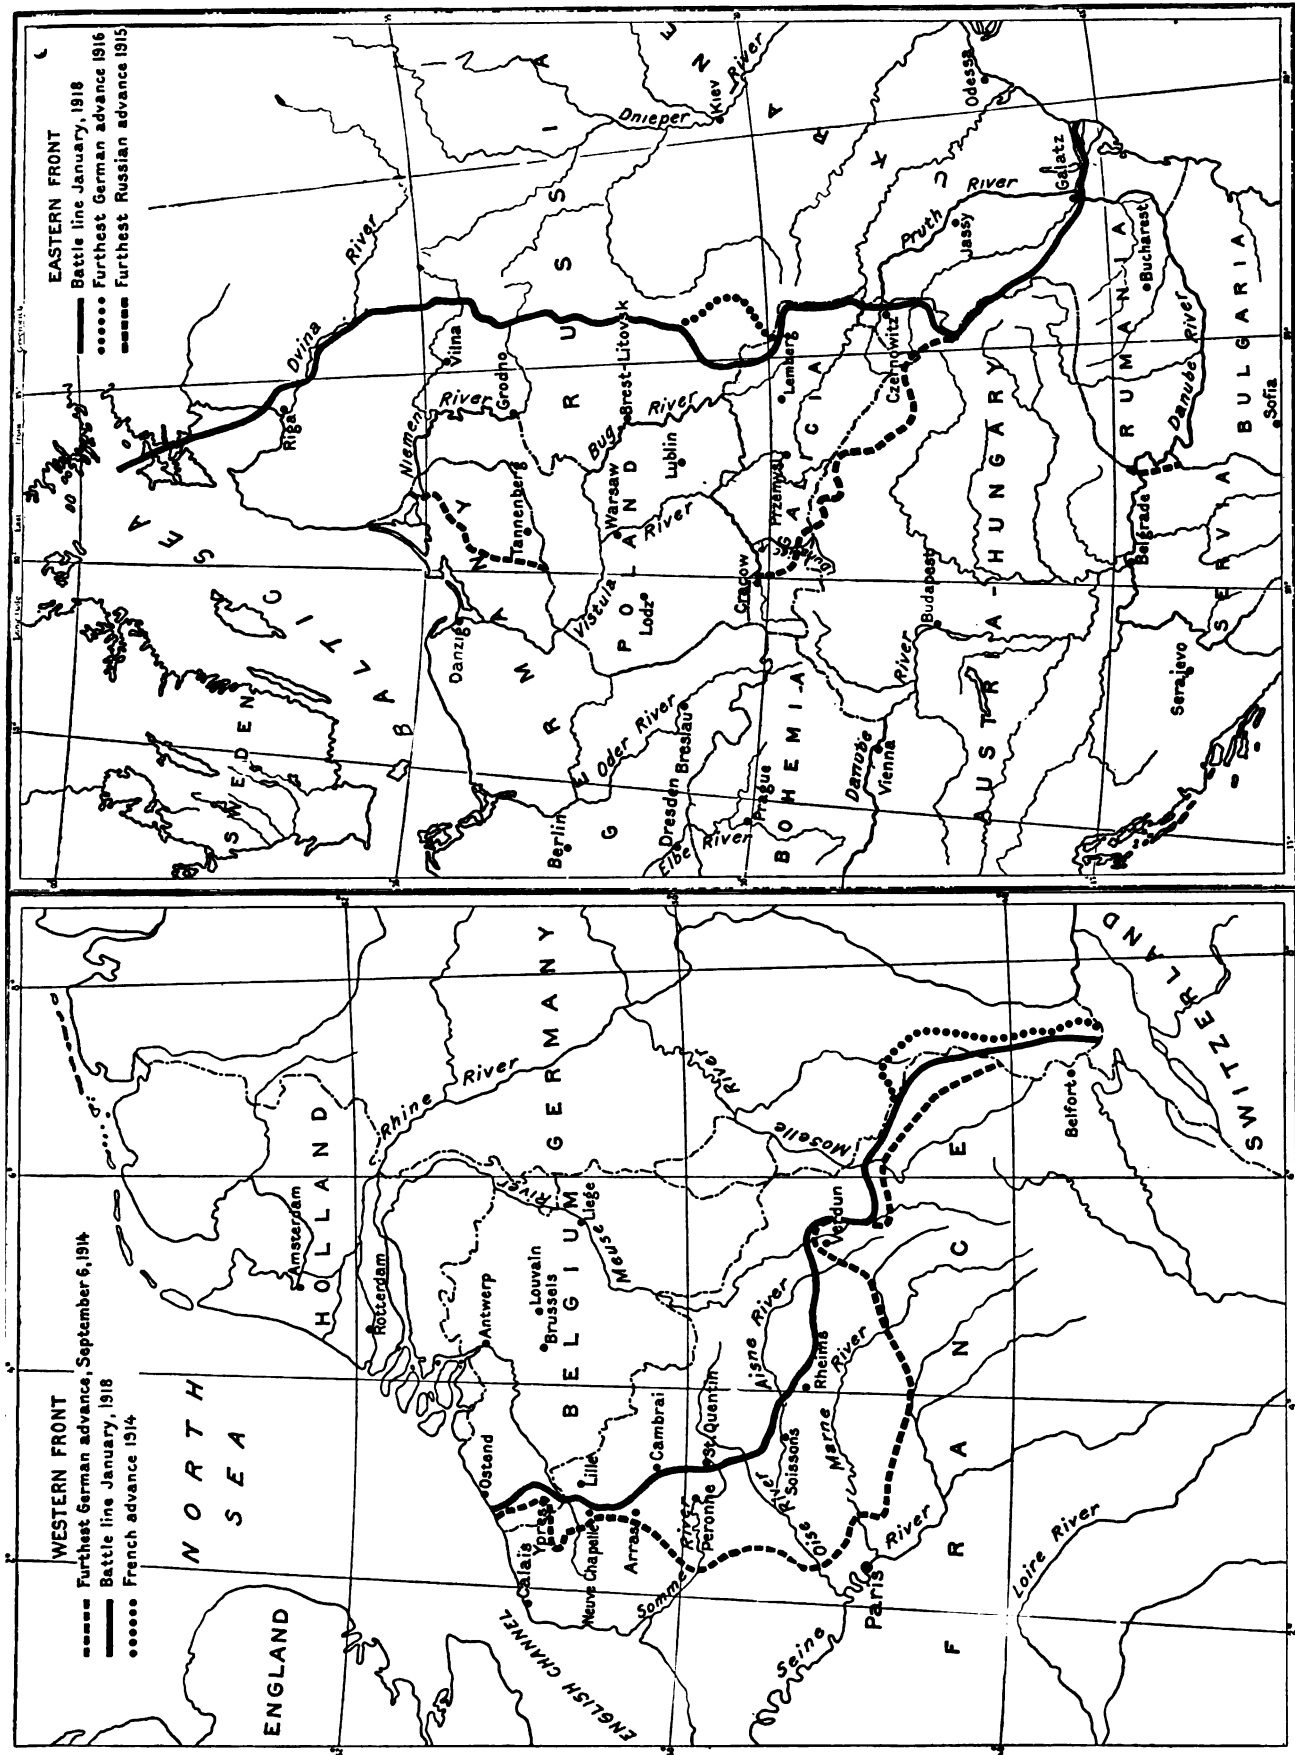 WESTERN FRONT
Furthest German advance, September 6, 1914
Battle line January, 1918
French advance 1914
NORTH
SEA
ENGLAND
ENGLISH CHANNEL
HOLLAND
Amsterdam
Rotterdam
Rhine
River
GERMANY
BELGIUM
Antwerp
Louvain
Brussels
Liege
Meuse
River
Ostend
Calais
Ypres
Lille
Neuve Chapelle
Arras
Cambrai
Somme
River
Peronne
St. Quentin
Oise
River
Soissons
Aisne River
Rheims
Marne
River
Verdun
Moselle
River
Paris
Seine
River
FRANCE
Loire River
Belfort
SWITZERLAND
EASTERN FRONT
Battle line January, 1918
Furthest German advance 1916
Furthest Russian advance 1915
SWEDEN
BALTIC
SEA
Riga
Dvina
River
Vilna
Niemen
River
Grodno
RUSSIA
Danzig
Tannenberg
GERMANY
Berlin
Oder River
Vistula
River
Warsaw
POLAND
Lodz
Bug
River
Brest-Litovsk
Lublin
Dnieper
River
Kiev
UKRAINE
Dresden
Elbe River
Breslau
Prague
BOHEMIA
Cracow
Przemysl
Lemberg
GALICIA
Czernowitz
Danube
River
Vienna
Budapest
AUSTRIA-HUNGARY
Pruth
River
Jassy
Odessa
Galatz
RUMANIA
Bucharest
Danube River
Belgrade
Serajevo
SERVIA
BULGARIA
Sofia